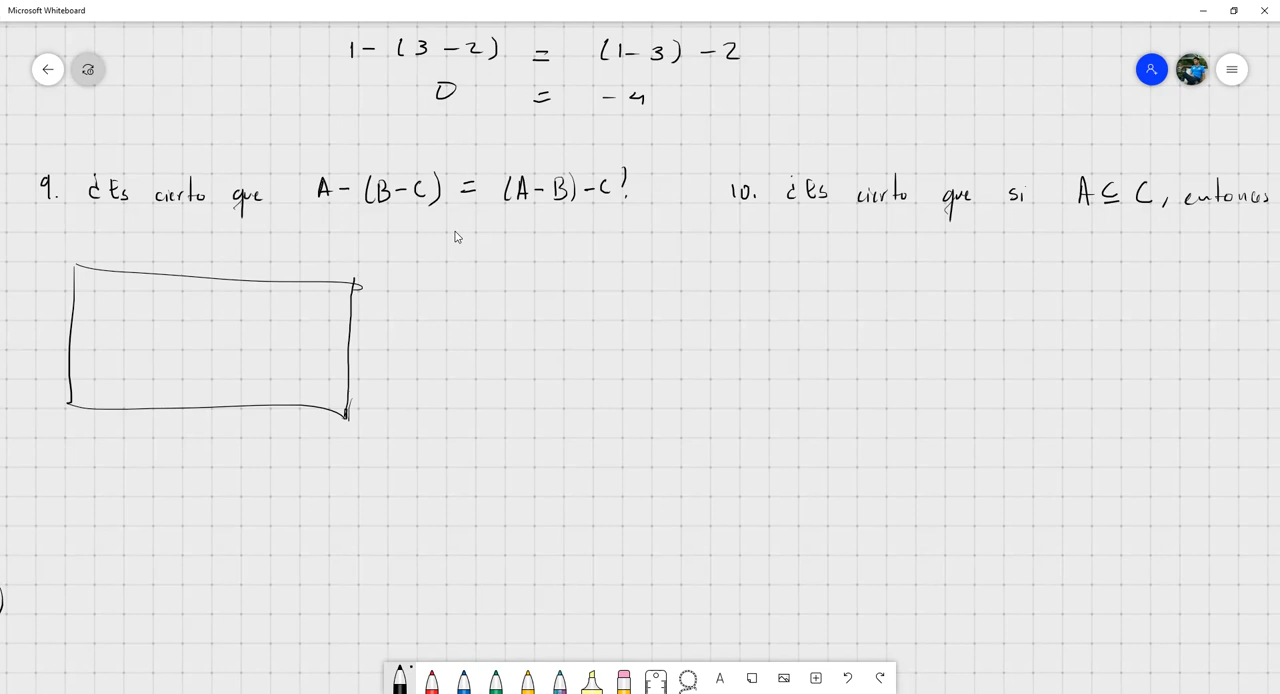 Microsoft Whiteboard
1 - (3 - 2) = (1 - 3) - 2
0 = - 4
9. ¿Es cierto que A - (B - C) = (A - B) - C?
10. ¿Es cierto que si A ⊆ C, entonces
A